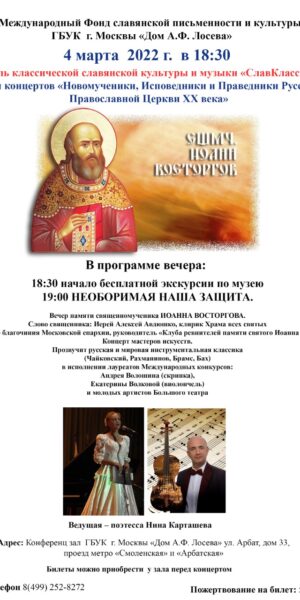 Международный Фонд славянской письменности и культуры
ГБУК г. Москвы «Дом А.Ф. Лосева»
4 марта 2022 г. в 18:30
классической славянской культуры и музыки
концертов «Новомученики, Исповедники и Праведники
Православной Церкви XX века»
СЩМЧ.
ИОАНН
ВОСТОРГОВ
В программе вечера:
18:30 начало бесплатной экскурсии по музею
19:00 НЕОБОРИМАЯ НАША ЗАЩИТА.
Вечер памяти священномученика ИОАННА ВОСТОРГОВА.
Слово священника: Иерей Алексей Авдюшко, клирик Храма всех святых
благочиния Московской епархии, руководитель «Клуба ревнителей памяти святого Иоанна
Концерт мастеров искусств.
Прозвучит русская и мировая инструментальная классика
(Чайковский, Рахманинов, Брамс, Бах)
в исполнении лауреатов Международных конкурсов:
Андрея Волошина (скрипка),
Екатерины Волковой (виолончель)
и молодых артистов Большого театра
Ведущая – поэтесса Нина Карташева
Адрес: Конференц зал ГБУК г. Москвы «Дом А.Ф. Лосева» ул. Арбат, дом 33,
проезд метро «Смоленская» и «Арбатская»
Билеты можно приобрести у зала перед концертом
8(499) 252-8272
Пожертвование на билет: